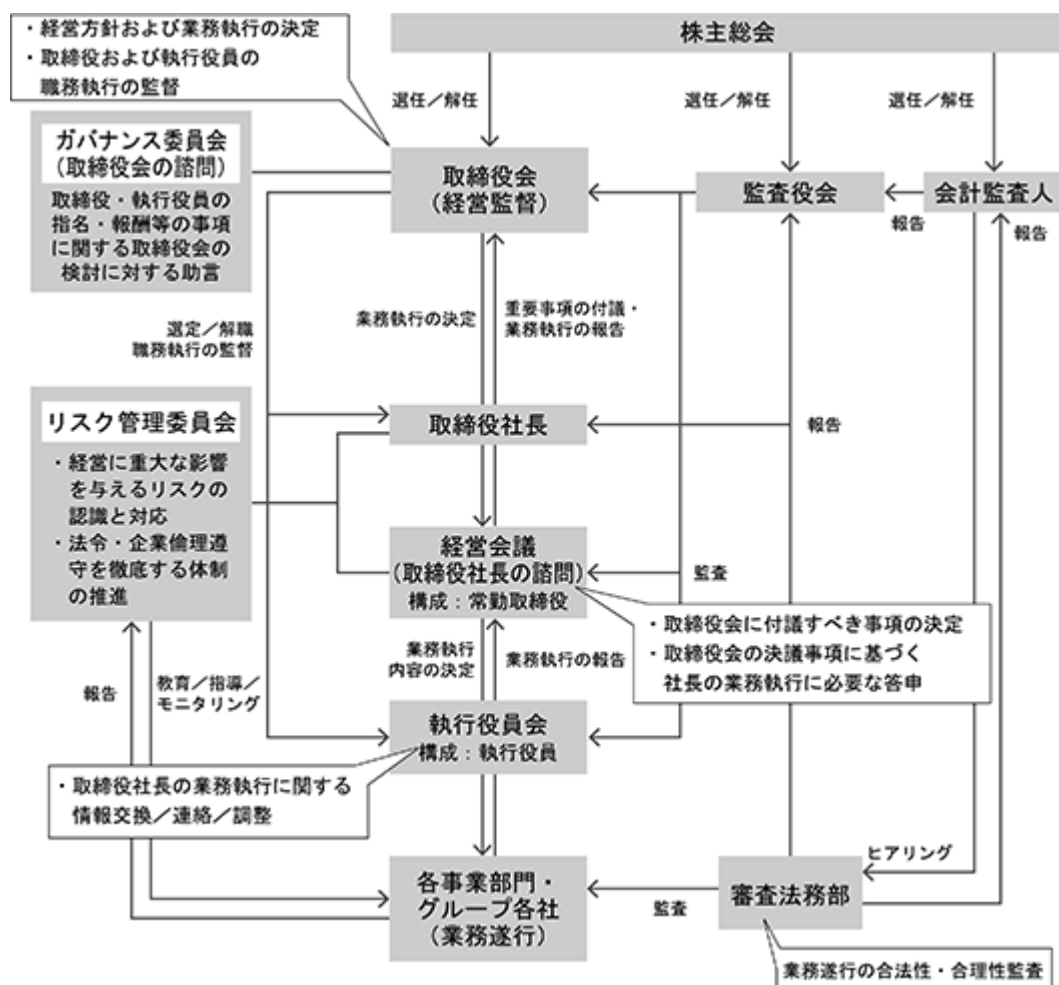 ・経営方針および業務執行の決定
・取締役および執行役員の
職務執行の監督
株主総会
選任／解任
選任／解任
選任／解任
ガバナンス委員会
(取締役会の諮問)
取締役・執行役員の
指名・報酬等の事項
に関する取締役会の
検討に対する助言
取締役会
(経営監督)
監査役会
会計監査人
報告
報告
選定／解職
職務執行の監督
業務執行の決定
重要事項の付議・
業務執行の報告
リスク管理委員会
・経営に重大な影響
を与えるリスクの
認識と対応
・法令・企業倫理遵
守を徹底する体制
の推進
取締役社長
報告
経営会議
(取締役社長の諮問)
構成：常勤取締役
監査
・取締役会に付議すべき事項の決定
・取締役会の決議事項に基づく
社長の業務執行に必要な答申
業務執行
内容の決定
業務執行の報告
報告
教育／指導／
モニタリング
執行役員会
構成：執行役員
・取締役社長の業務執行に関する
情報交換／連絡／調整
各事業部門・
グループ各社
(業務遂行)
監査
審査法務部
ヒアリング
業務遂行の合法性・合理性監査